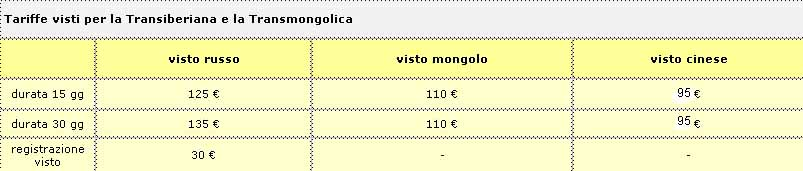 Tariffe visti per la Transiberiana e la Transmongolica
visto russo visto mongolo visto cinese
durata 15 gg 125 € 110 € 95 €
durata 30 gg 135 € 110 € 95 €
registrazione visto 30 € - -